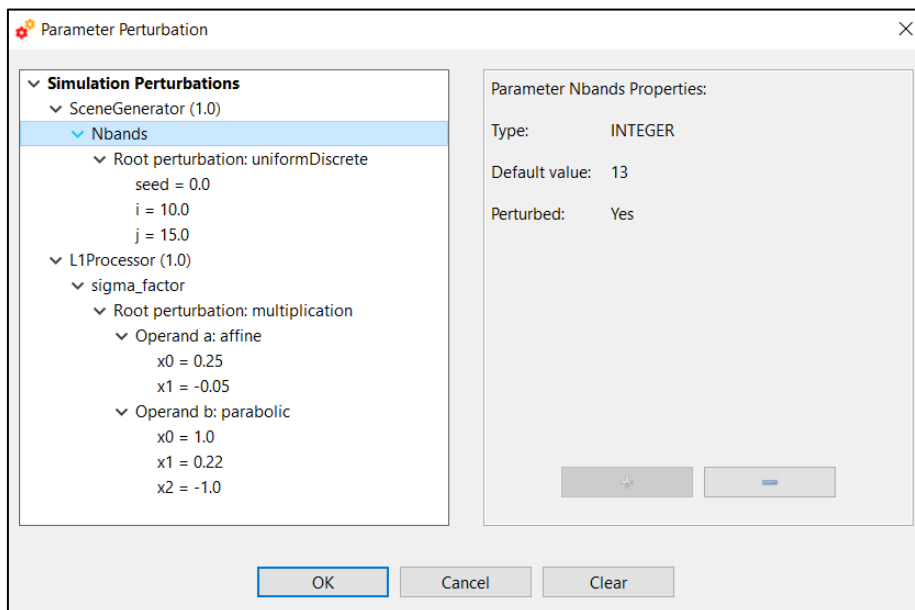 Parameter Perturbation
Simulation Perturbations
SceneGenerator (1.0)
Nbands
Root perturbation: uniformDiscrete
seed = 0.0
i = 10.0
j = 15.0
L1Processor (1.0)
sigma_factor
Root perturbation: multiplication
Operand a: affine
x0 = 0.25
x1 = -0.05
Operand b: parabolic
x0 = 1.0
x1 = 0.22
x2 = -1.0
Parameter Nbands Properties:
Type: INTEGER
Default value: 13
Perturbed: Yes
OK Cancel Clear